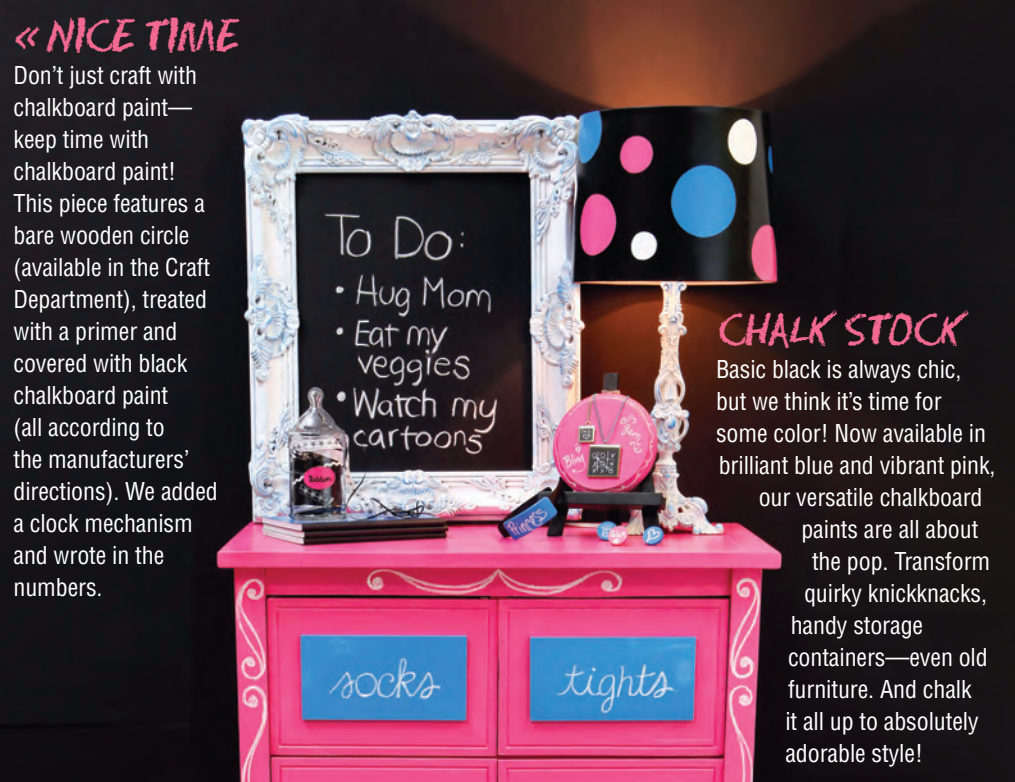 « NICE TIME
Don’t just craft with
chalkboard paint—
keep time with
chalkboard paint!
This piece features a
bare wooden circle
(available in the Craft
Department), treated
with a primer and
covered with black
chalkboard paint
(all according to
the manufacturers’
directions). We added
a clock mechanism
and wrote in the
numbers.
To Do:
• Hug Mom
• Eat my
veggies
• Watch my
cartoons
Ribbon
Bling
Gem
Princess
socks
tights
CHALK STOCK
Basic black is always chic,
but we think it’s time for
some color! Now available in
brilliant blue and vibrant pink,
our versatile chalkboard
paints are all about
the pop. Transform
quirky knickknacks,
handy storage
containers—even old
furniture. And chalk
it all up to absolutely
adorable style!